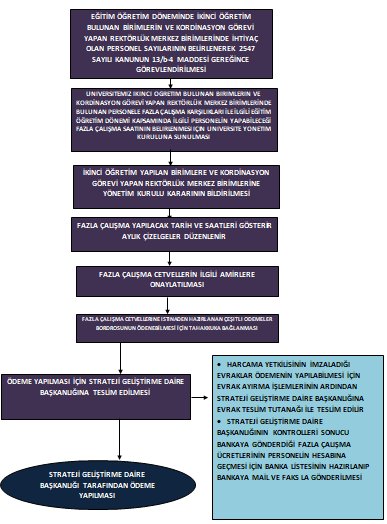 EĞİTİM ÖĞRETİM DÖNEMİNDE İKİNCİ ÖĞRETİM
BULUNAN BİRİMLERİN VE KORDİNASYON GÖREVİ
YAPAN REKTÖRLÜK MERKEZ BİRİMLERİNDE İHTİYAÇ
OLAN PERSONEL SAYILARININ BELİRLENEREK 2547
SAYILI KANUNUN 13/b-4 MADDESİ GEREĞİNCE
GÖREVLENDİRİLMESİ
ÜNİVERSİTEMİZ İKİNCİ ÖĞRETİM BULUNAN BİRİMLERİN VE
KORDİNASYON GÖREVİ YAPAN REKTÖRLÜK MERKEZ BİRİMLERİNDE
BULUNAN PERSONELE FAZLA ÇALIŞMA KARŞILIKLARI İLE İLGİLİ EĞİTİM
ÖĞRETİM DÖNEMİ KAPSAMINDA İLGİLİ PERSONELİN YAPABİLECEĞİ
FAZLA ÇALIŞMA SAATİNİN BELİRLENMESİ İÇİN ÜNİVERSİTE YÖNETİM
KURULUNA SUNULMASI
İKİNCİ ÖĞRETİM YAPILAN BİRİMLERE VE KORDİNASYON
GÖREVİ YAPAN REKTÖRLÜK MERKEZ BİRİMLERİNE
YÖNETİM KURULU KARARININ BİLDİRİLMESİ
FAZLA ÇALIŞMA YAPILACAK TARİH VE SAATLERİ GÖSTERİR
AYLIK ÇİZELGELER DÜZENLENİR
FAZLA ÇALIŞMA CETVELLERİN İLGİLİ AMİRLERE
ONAYLATILMASI
FAZLA ÇALIŞMA CETVELLERİNE İSTİNADEN HAZIRLANAN ÇEŞİTLİ ÖDEMELER
BORDROSUNUN ÖDENEBİLMESİ İÇİN TAHAKKUKA BAĞLANMASI
ÖDEME YAPILMASI İÇİN STRATEJİ GELİŞTİRME DAİRE
BAŞKANLIĞINA TESLİM EDİLMESİ
• HARCAMA YETKİLİSİNİN İMZALADIĞI
EVRAKLAR ÖDEMENİN YAPILABİLMESİ İÇİN
EVRAK AYIRMA İŞLEMLERİNİN ARDINDAN
STRATEJİ GELİŞTİRME DAİRE BAŞKANLIĞINA
EVRAK TESLİM TUTANAĞI İLE TESLİM EDİLİR
• STRATEJİ GELİŞTİRME DAİRE
BAŞKANLIĞININ KONTROLLERİ SONUCU
BANKAYA GÖNDERDİĞİ FAZLA ÇALIŞMA
ÜCRETLERİNİN PERSONELİN HESABINA
GEÇMESİ İÇİN BANKA LİSTESİNİN HAZIRLANIP
BANKAYA MAİL VE FAKS LA GÖNDERİLMESİ
STRATEJİ GELİŞTİRME DAİRE
BAŞKANLIĞI TARAFINDAN ÖDEME
YAPILMASI